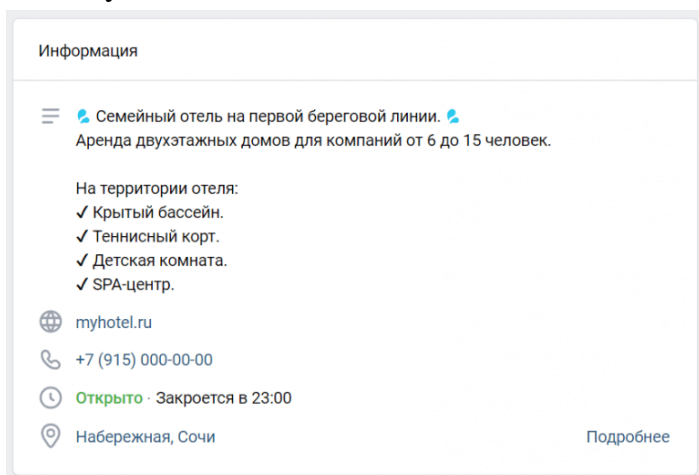 Информация
💦 Семейный отель на первой береговой линии. 💦
Аренда двухэтажных домов для компаний от 6 до 15 человек.
На территории отеля:
✓ Крытый бассейн.
✓ Теннисный корт.
✓ Детская комната.
✓ SPA-центр.
myhotel.ru
+7 (915) 000-00-00
Открыто · Закроется в 23:00
Набережная, Сочи Подробнее